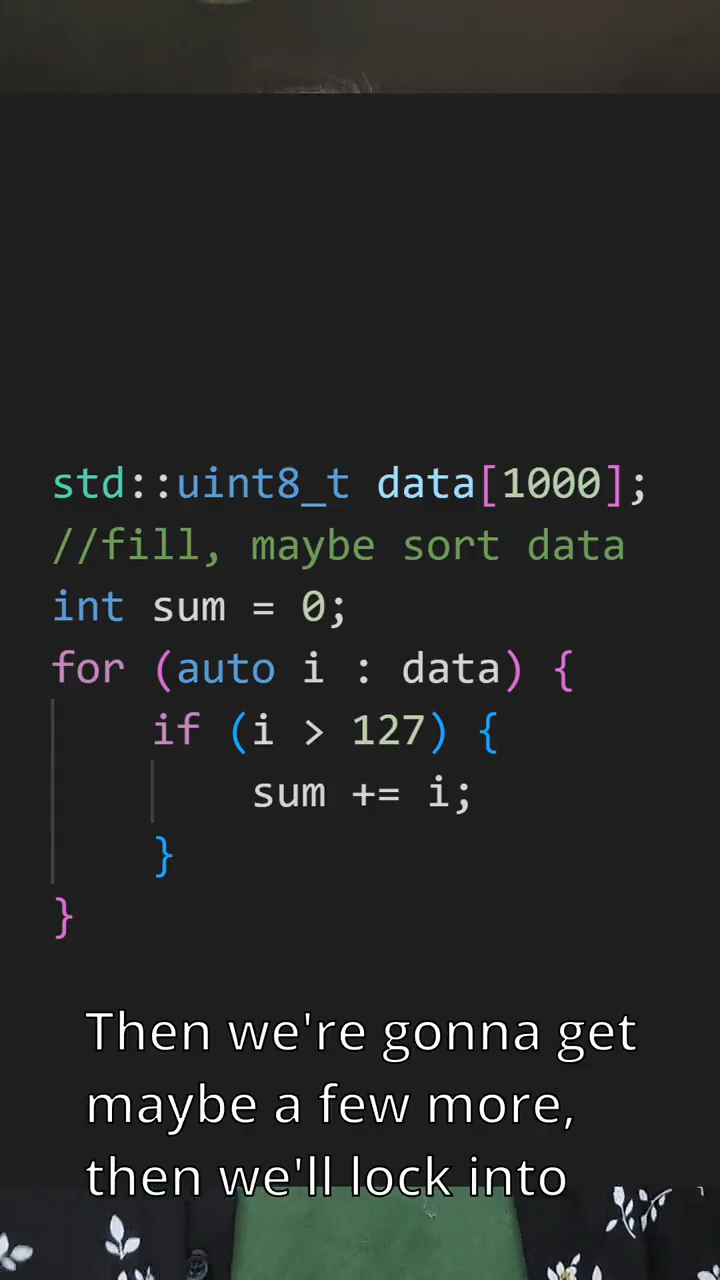 std::uint8_t data[1000];
//fill, maybe sort data
int sum = 0;
for (auto i : data) {
if (i > 127) {
sum += i;
}
}
Then we're gonna get
maybe a few more,
then we'll lock into